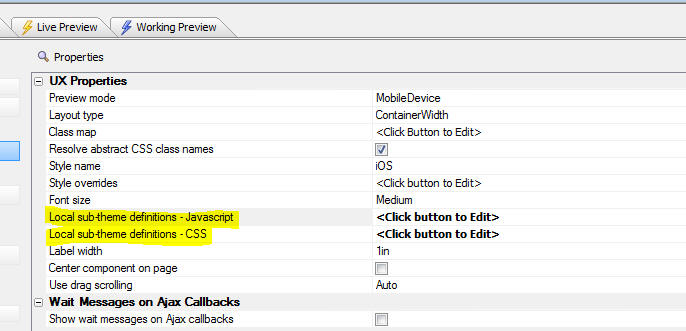 Live Preview Working Preview
Properties
UX Properties
Preview mode MobileDevice
Layout type ContainerWidth
Class map <Click Button to Edit>
Resolve abstract CSS class names
Style name iOS
Style overrides <Click button to Edit>
Font size Medium
Local sub-theme definitions - Javascript <Click button to Edit>
Local sub-theme definitions - CSS <Click button to Edit>
Label width 1in
Center component on page
Use drag scrolling Auto
Wait Messages on Ajax Callbacks
Show wait messages on Ajax callbacks